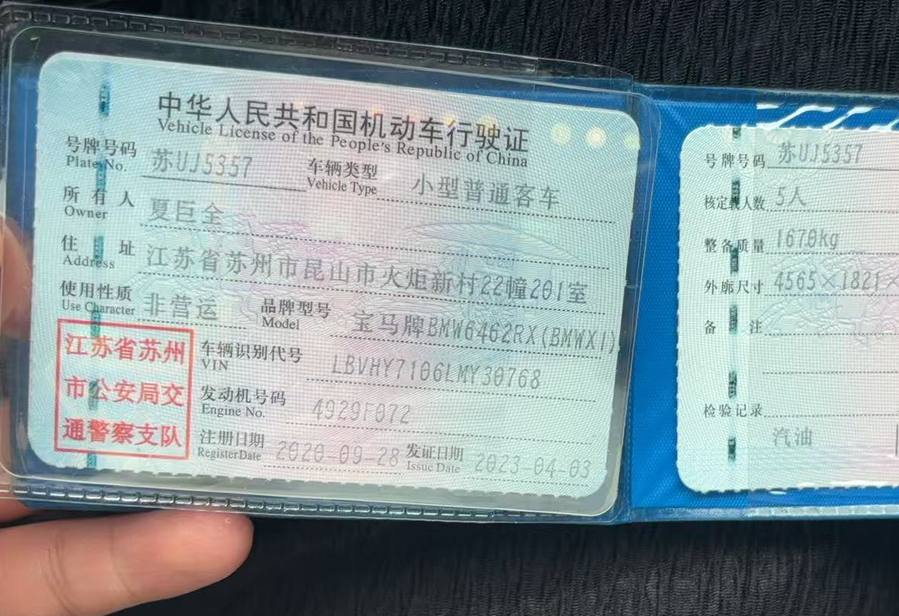 中华人民共和国机动车行驶证
Vehicle License of the People's Republic of China
号牌号码 苏UJ5357 车辆类型 小型普通客车
Plate No. Vehicle Type
所有人 夏巨全
Owner
住址 江苏省苏州市昆山市火炬新村22幢201室
Address
使用性质 非营运 品牌型号 宝马牌BMW6462RX(BMWX1)
Use Character Model
江苏省苏州
市公安局交
通警察支队
车辆识别代号 LBVHY7106LMY30768
VIN
发动机号码 4929F072
Engine No.
注册日期 2020-09-28 发证日期 2023-04-03
Register Date Issue Date
号牌号码 苏UJ5357
核定载人数 5人
整备质量 1670kg
外廓尺寸 4565×1821×
备注
检验记录
汽油